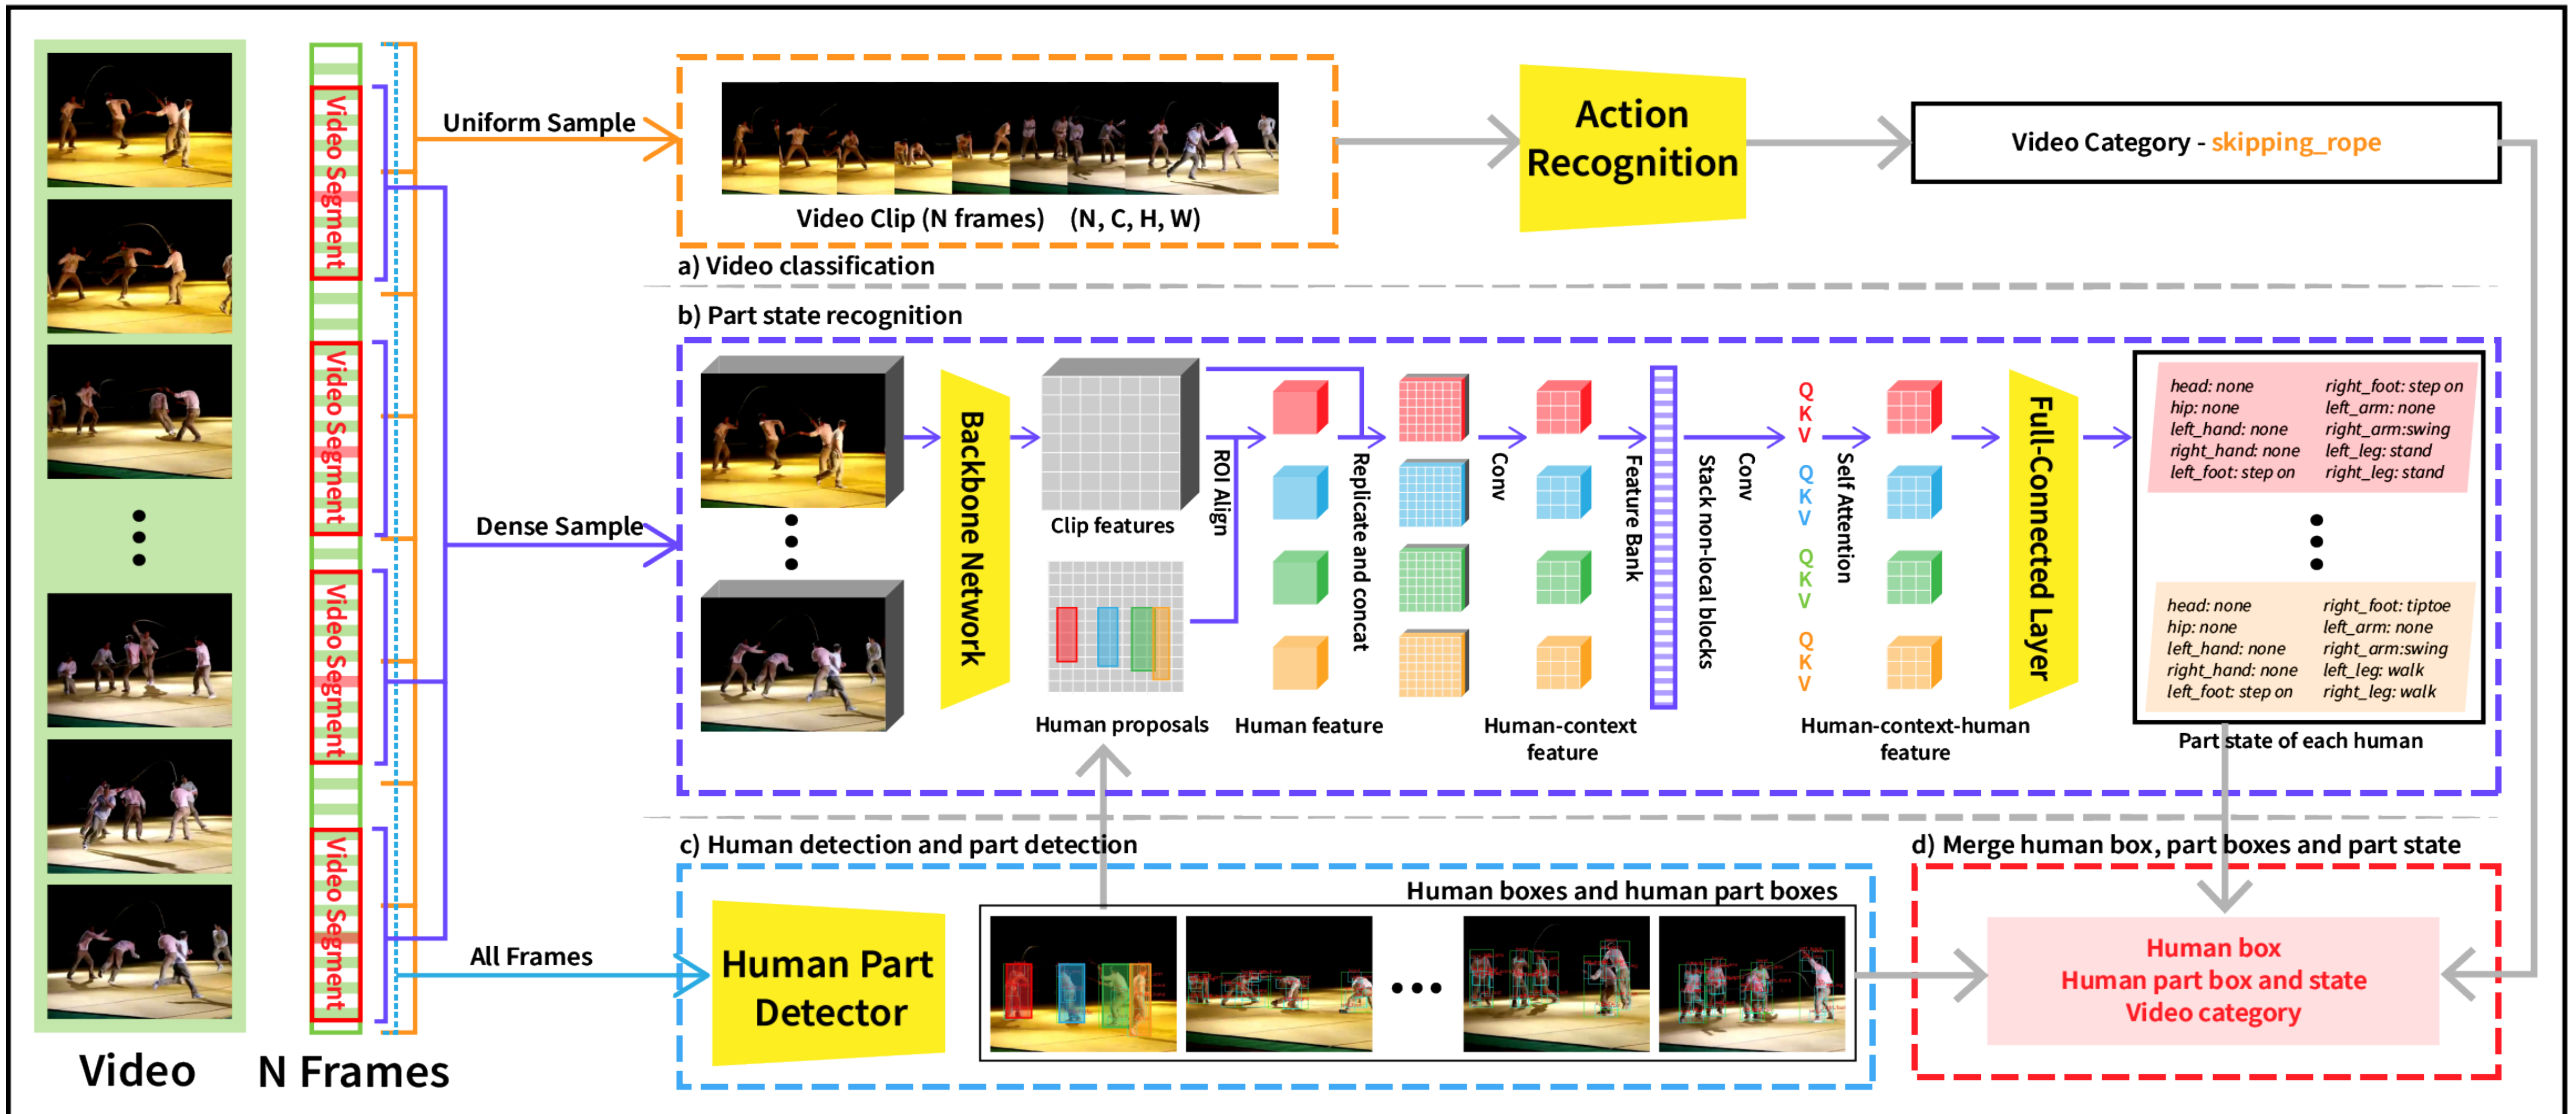 Video
N Frames
Video Segment
Video Segment
Video Segment
Video Segment
Uniform Sample
Dense Sample
All Frames
Video Clip (N frames) (N, C, H, W)
a) Video classification
Action
Recognition
Video Category - skipping_rope
b) Part state recognition
Backbone Network
Clip features
Human proposals
ROI Align
Human feature
Replicate and concat
Conv
Human-context
feature
Feature Bank
Stack non-local blocks
Conv
Q
K
V
Q
K
V
Q
K
V
Q
K
V
Self Attention
Human-context-human
feature
Full-Connected Layer
head: none
hip: none
left_hand: none
right_hand: none
left_foot: step on
right_foot: step on
left_arm: none
right_arm:swing
left_leg: stand
right_leg: stand
head: none
hip: none
left_hand: none
right_hand: none
left_foot: step on
right_foot: tiptoe
left_arm: none
right_arm:swing
left_leg: walk
right_leg: walk
Part state of each human
c) Human detection and part detection
Human Part
Detector
Human boxes and human part boxes
d) Merge human box, part boxes and part state
Human box
Human part box and state
Video category